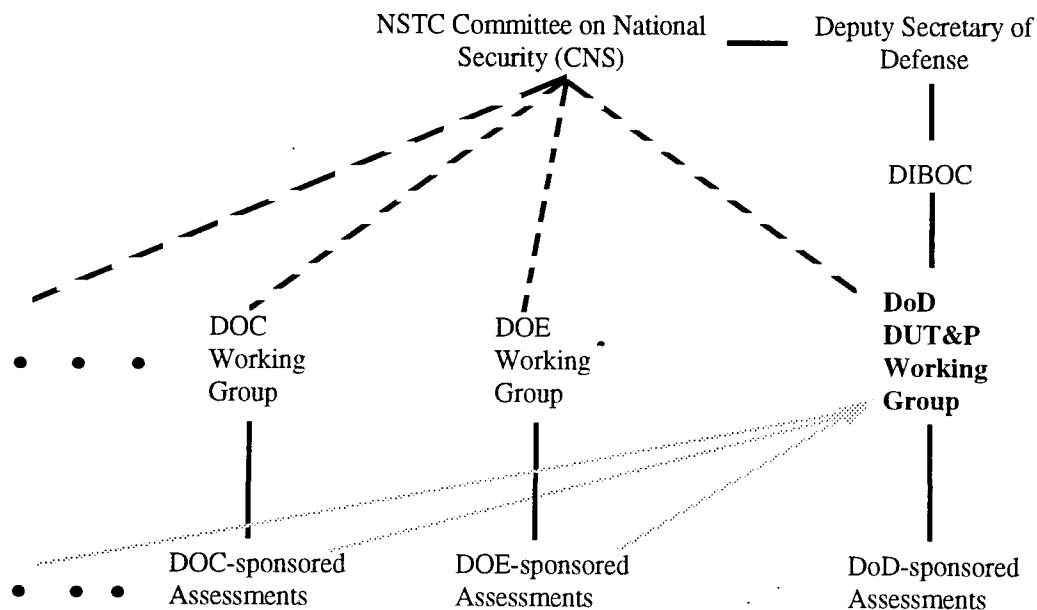 NSTC Committee on National
Security (CNS)
Deputy Secretary of
Defense
DIBOC
DOC
Working
Group
DOE
Working
Group
DoD
DUT&P
Working
Group
DOC-sponsored
Assessments
DOE-sponsored
Assessments
DoD-sponsored
Assessments